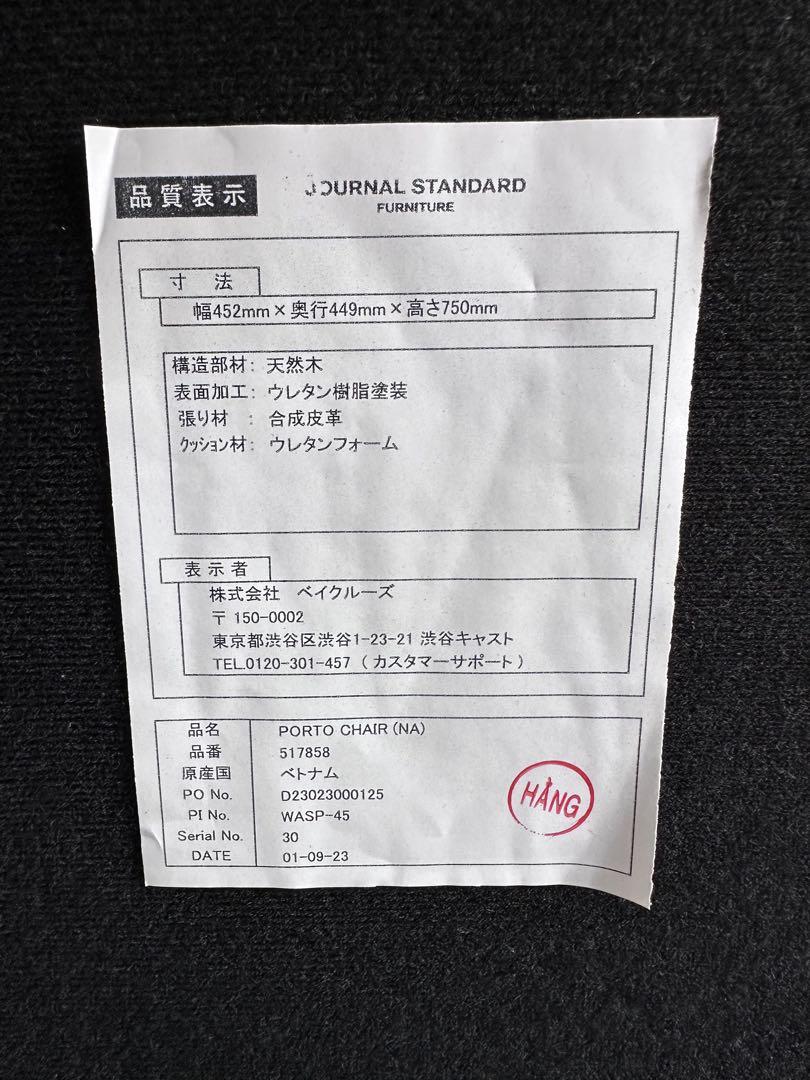 品質表示
JOURNAL STANDARD
FURNITURE
寸 法
幅452mm×奥行449mm×高さ750mm
構造部材: 天然木
表面加工: ウレタン樹脂塗装
張り材 : 合成皮革
クッション材: ウレタンフォーム
表示者
株式会社 ベイクルーズ
〒150-0002
東京都渋谷区渋谷1-23-21 渋谷キャスト
TEL.0120-301-457 (カスタマーサポート)
品名 PORTO CHAIR (NA)
品番 517858
原産国 ベトナム
PO No. D23023000125
PI No. WASP-45
Serial No. 30
DATE 01-09-23
HẰNG